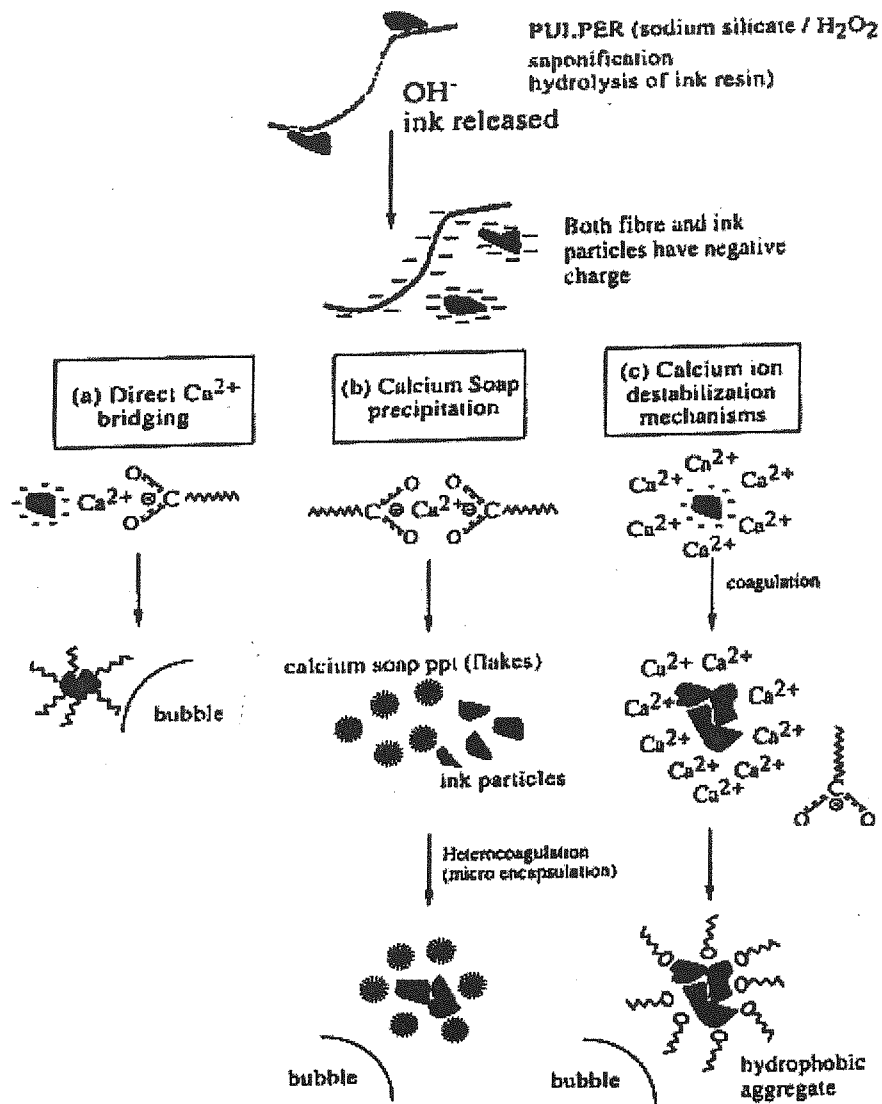 PULPER (sodium silicate / H2O2
saponification
hydrolysis of ink resin)
OH-
ink released
Both fibre and ink
particles have negative
charge
(a) Direct Ca2+
bridging
(b) Calcium Soap
precipitation
(c) Calcium ion
destabilization
mechanisms
O
Ca2+ ⊖ C
O
O O
C ⊖ Ca2+ ⊖ C
O O
Ca2+
Ca2+ Ca2+
Ca2+ Ca2+
Ca2+
coagulation
bubble
calcium soap ppt (flakes)
ink particles
Ca2+ Ca2+
Ca2+ Ca2+
Ca2+ Ca2+
Ca2+ Ca2+
Ca2+
C
⊖
O O
Heterocoagulation
(micro encapsulation)
bubble
bubble
hydrophobic
aggregate